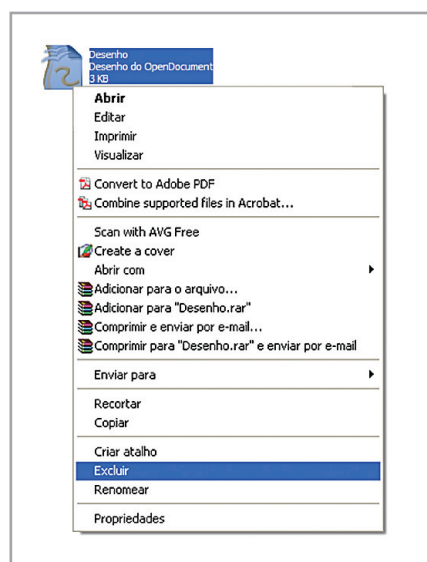 Desenho
Desenho do OpenDocument
3 KB
Abrir
Editar
Imprimir
Visualizar
Convert to Adobe PDF
Combine supported files in Acrobat...
Scan with AVG Free
Create a cover
Abrir com
Adicionar para o arquivo...
Adicionar para "Desenho.rar"
Comprimir e enviar por e-mail...
Comprimir para "Desenho.rar" e enviar por e-mail
Enviar para
Recortar
Copiar
Criar atalho
Excluir
Renomear
Propriedades